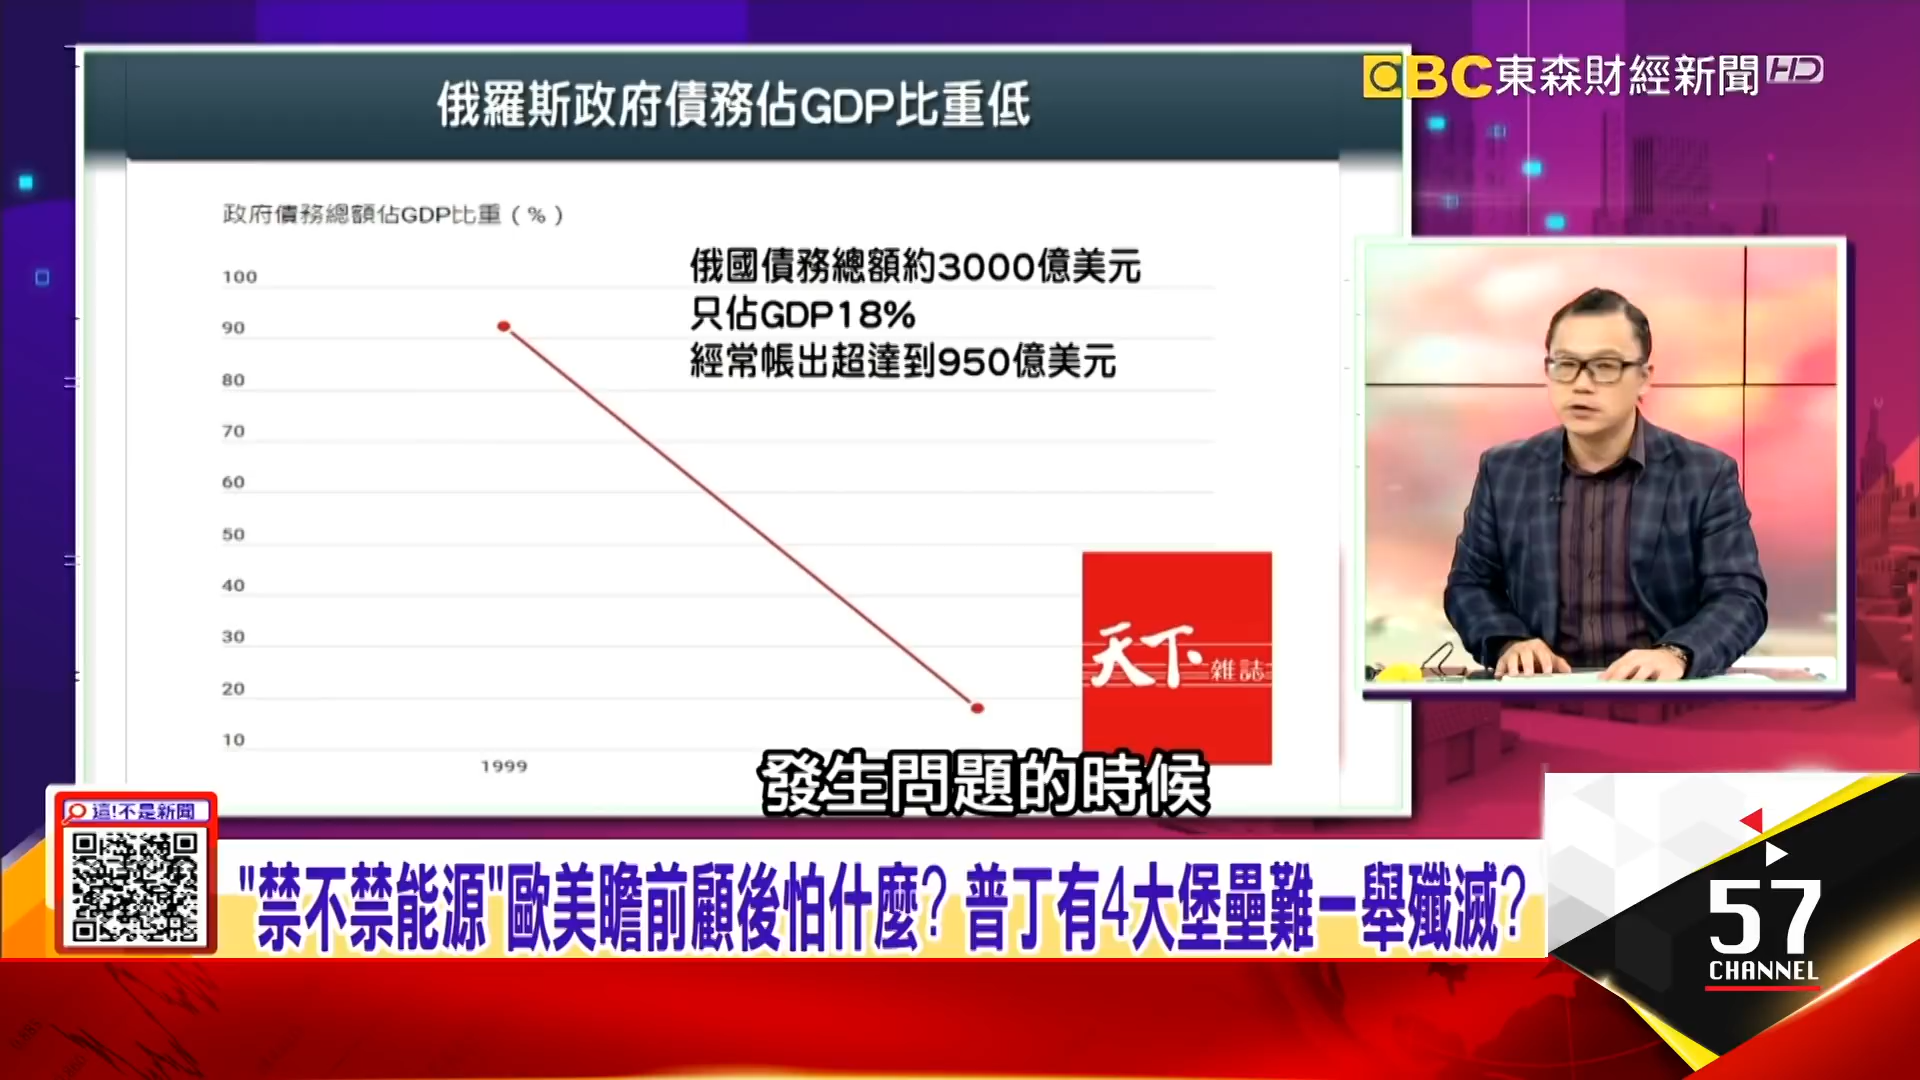 俄羅斯政府債務佔GDP比重低
EBC東森財經新聞HD
政府債務總額佔GDP比重（%）
俄國債務總額約3000億美元
只佔GDP18%
經常帳出超達到950億美元
100
90
80
70
60
50
40
30
20
10
1999
天下雜誌
發生問題的時候
這!不是新聞
"禁不禁能源"歐美瞻前顧後怕什麼? 普丁有4大堡壘難一舉殲滅?
57
CHANNEL